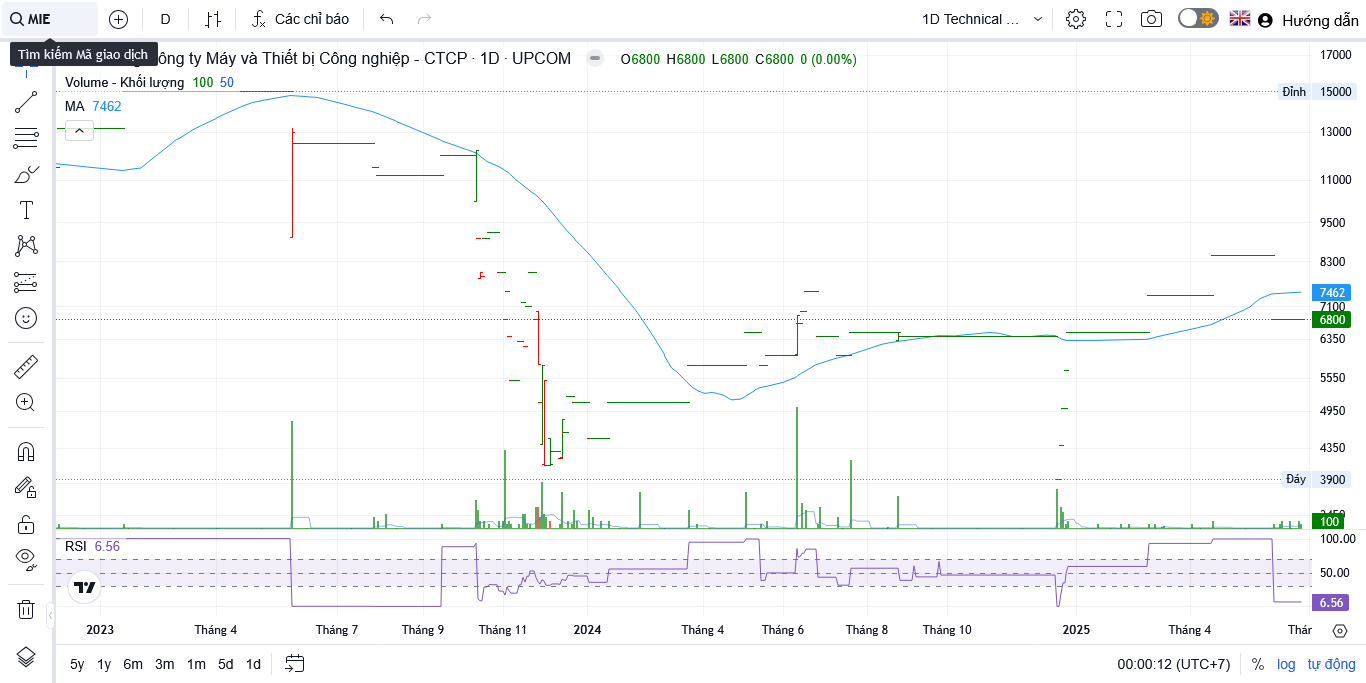 MIE
D
Các chỉ báo
1D Technical ...
Hướng dẫn
Tìm kiếm Mã giao dịch
ông ty Máy và Thiết bị Công nghiệp - CTCP · 1D · UPCOM
O6800 H6800 L6800 C6800 0 (0.00%)
Volume - Khối lượng 100 50
MA 7462
17000
Đỉnh 15000
13000
11000
9500
8300
7462
7100
6800
6350
5550
4950
4350
Đáy 3900
100
RSI 6.56
100.00
50.00
6.56
2023 Tháng 4 Tháng 7 Tháng 9 Tháng 11 2024 Tháng 4 Tháng 6 Tháng 8 Tháng 10 2025 Tháng 4 Thár
5y 1y 6m 3m 1m 5d 1d
00:00:12 (UTC+7) % log tự động